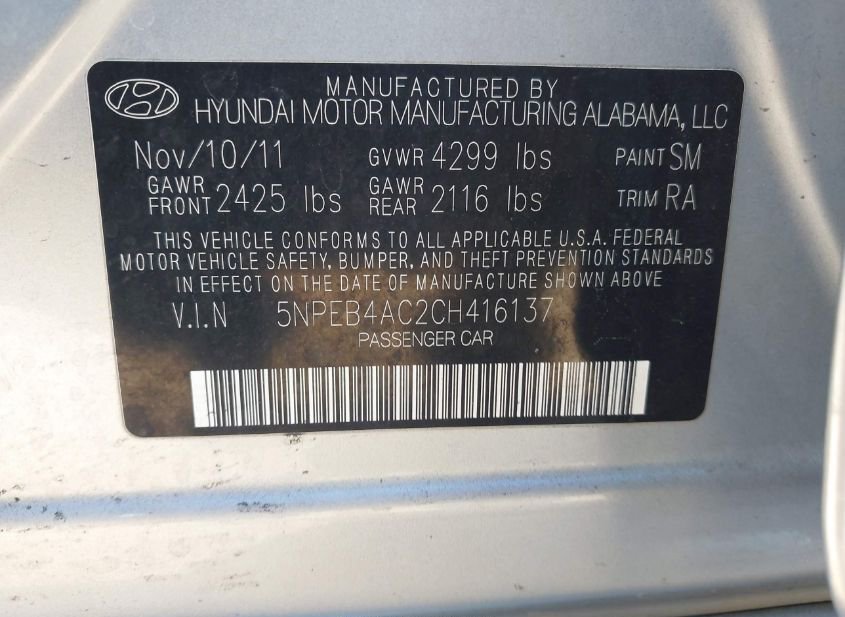 MANUFACTURED BY
HYUNDAI MOTOR MANUFACTURING ALABAMA, LLC
Nov/10/11 GVWR 4299 lbs PAINT SM
GAWR FRONT 2425 lbs GAWR REAR 2116 lbs TRIM RA
THIS VEHICLE CONFORMS TO ALL APPLICABLE U.S.A. FEDERAL
MOTOR VEHICLE SAFETY, BUMPER, AND THEFT PREVENTION STANDARDS
IN EFFECT ON THE DATE OF MANUFACTURE SHOWN ABOVE
V.I.N 5NPEB4AC2CH416137
PASSENGER CAR